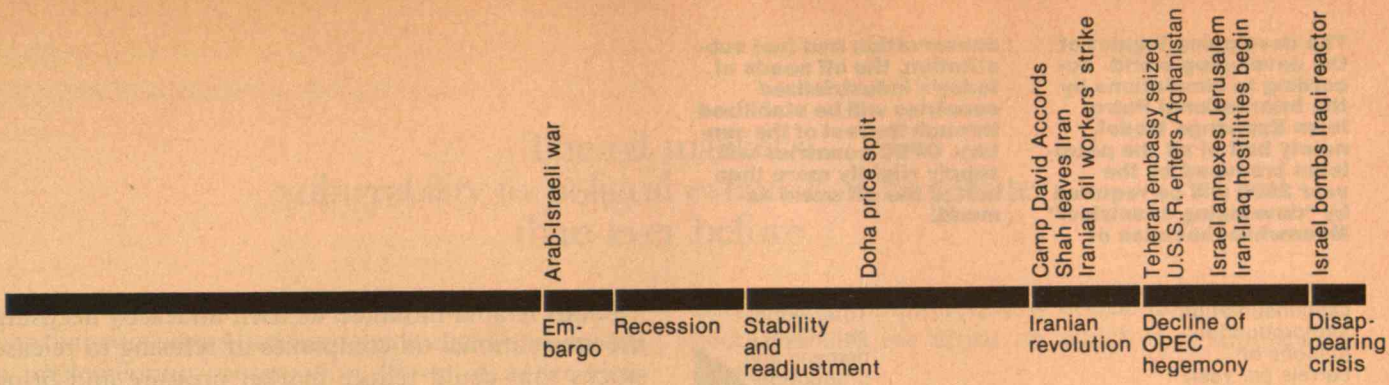 Arab-Israeli war
Doha price split
Camp David Accords
Shah leaves Iran
Iranian oil workers' strike
Teheran embassy seized
U.S.S.R. enters Afghanistan
Israel annexes Jerusalem
Iran-Iraq hostilities begin
Israel bombs Iraqi reactor
Em-
bargo
Recession
Stability
and
readjustment
Iranian
revolution
Decline of
OPEC
hegemony
Disap-
pearing
crisis